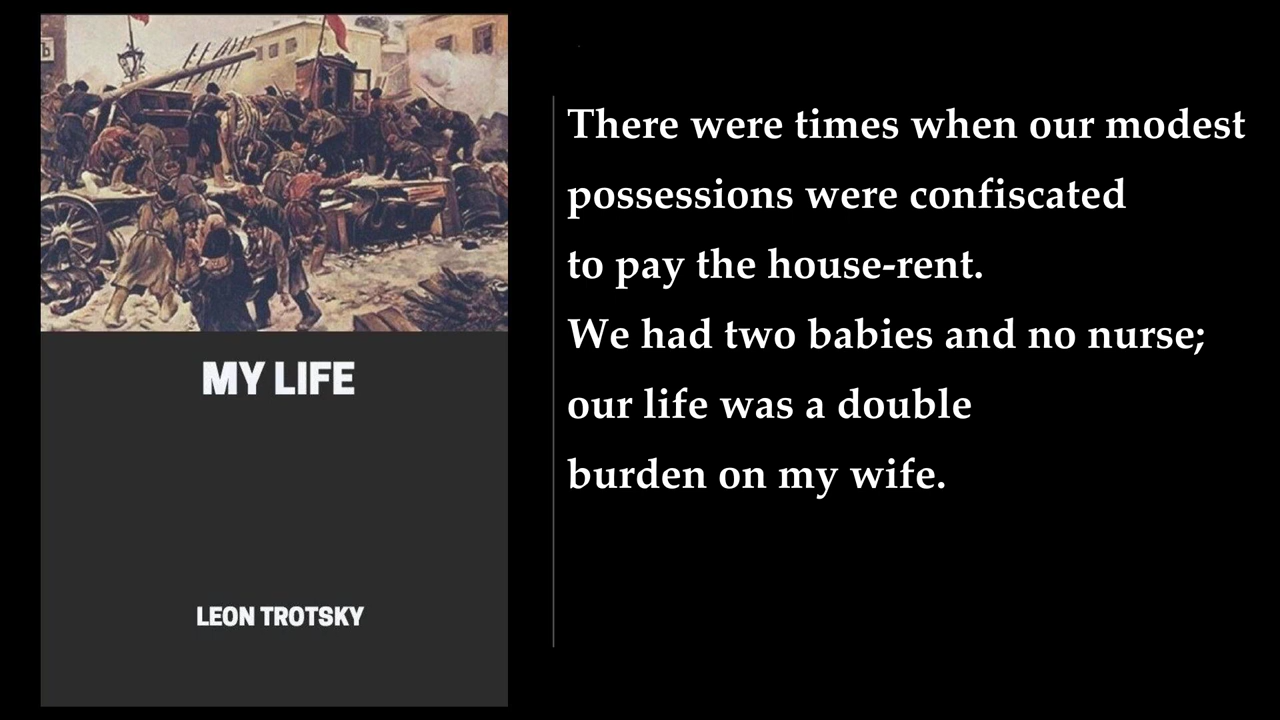 MY LIFE
LEON TROTSKY
There were times when our modest
possessions were confiscated
to pay the house-rent.
We had two babies and no nurse;
our life was a double
burden on my wife.